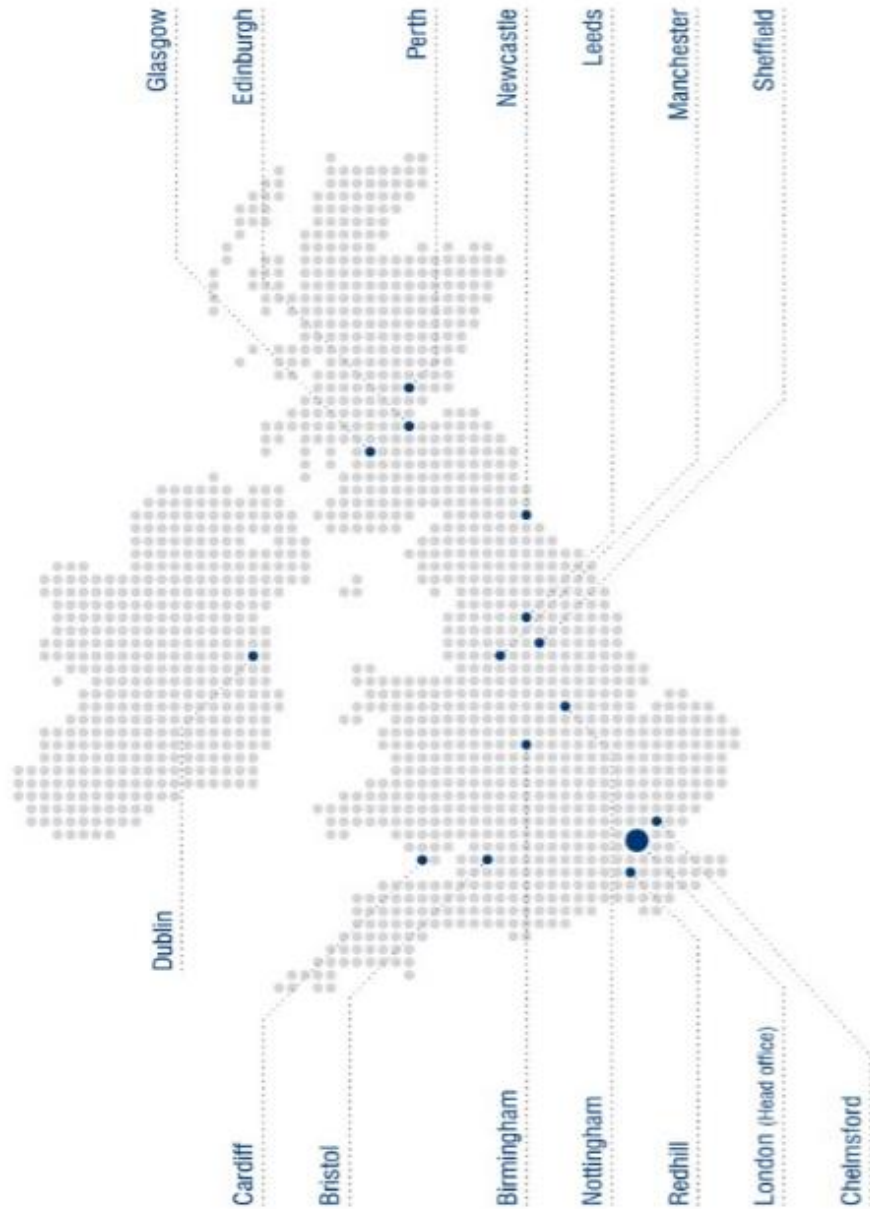 Glasgow
Edinburgh
Perth
Newcastle
Leeds
Manchester
Sheffield
Dublin
Cardiff
Bristol
Birmingham
Nottingham
Redhill
London (Head office)
Chelmsford